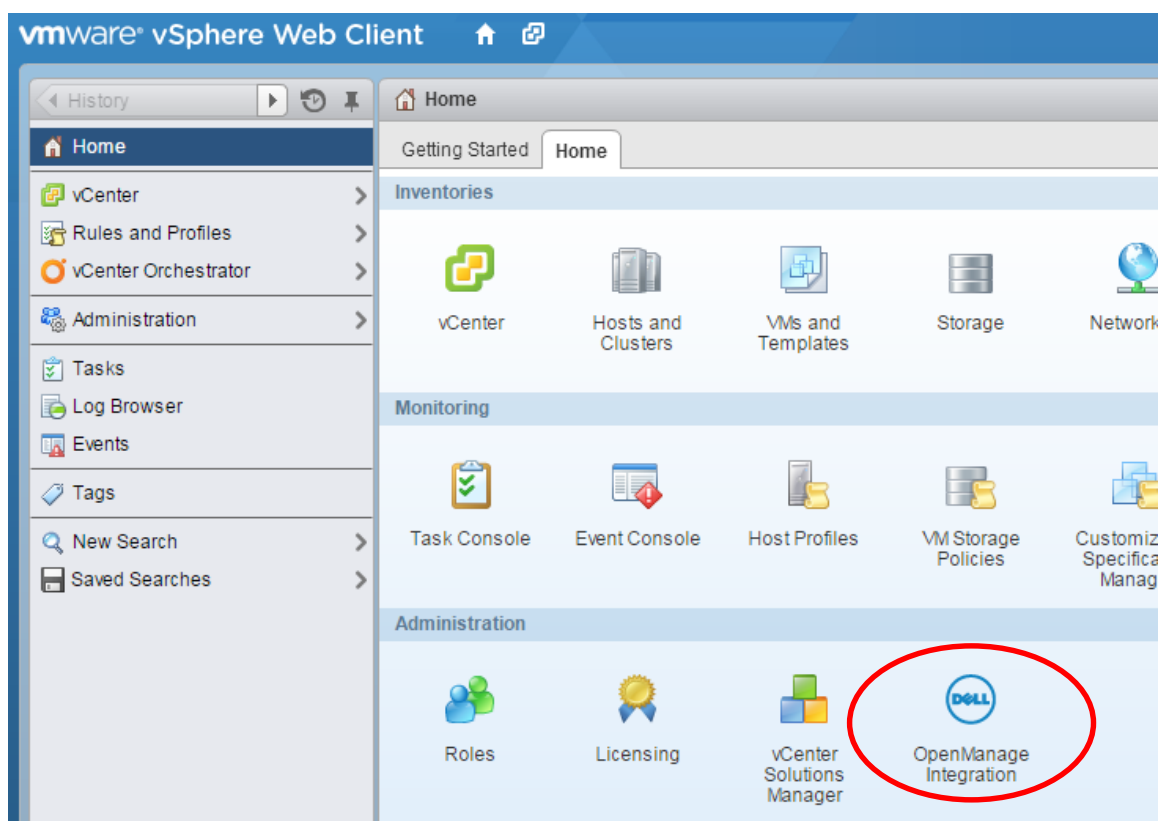 vmware® vSphere Web Client
History
Home
vCenter
Rules and Profiles
vCenter Orchestrator
Administration
Tasks
Log Browser
Events
Tags
New Search
Saved Searches
Home
Getting Started Home
Inventories
vCenter
Hosts and
Clusters
VMs and
Templates
Storage
Network
Monitoring
Task Console
Event Console
Host Profiles
VM Storage
Policies
Customiz
Specifica
Manag
Administration
Roles
Licensing
vCenter
Solutions
Manager
DELL
OpenManage
Integration